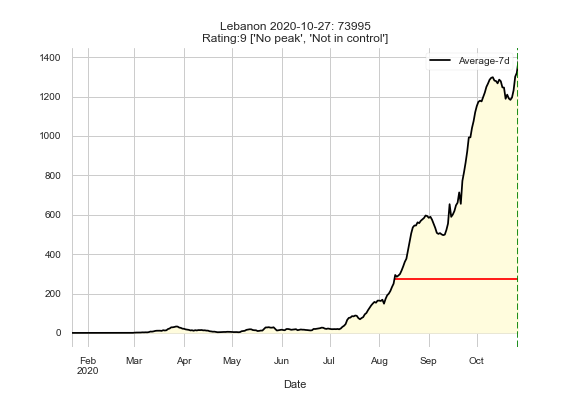 Lebanon 2020-10-27: 73995
Rating:9 ['No peak', 'Not in control']
Average-7d
1400
1200
1000
800
600
400
200
0
Feb Mar Apr May Jun Jul Aug Sep Oct
2020
Date